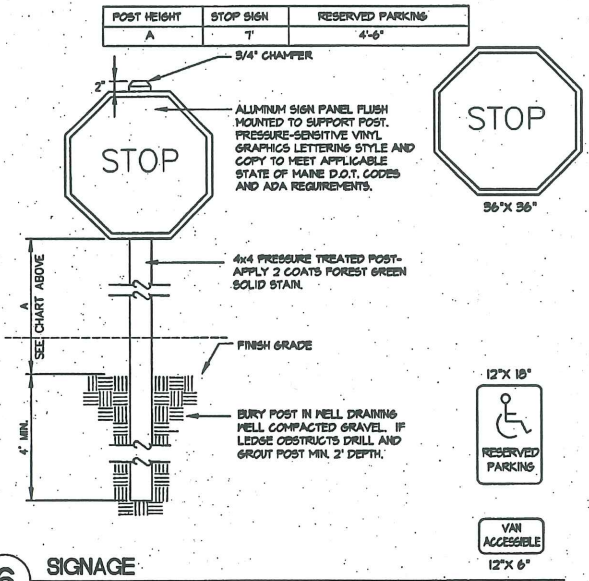 POST HEIGHT STOP SIGN RESERVED PARKING
A 7' 4'-6"
3/4" CHAMFER
2"
ALUMINUM SIGN PANEL FLUSH
MOUNTED TO SUPPORT POST.
PRESSURE-SENSITIVE VINYL
GRAPHICS LETTERING STYLE AND
COPY TO MEET APPLICABLE
STATE OF MAINE D.O.T. CODES
AND ADA REQUIREMENTS.
STOP
STOP
36"X 36"
4x4 PRESSURE TREATED POST-
APPLY 2 COATS FOREST GREEN
SOLID STAIN.
A
SEE CHART ABOVE
FINISH GRADE
4' MIN.
BURY POST IN WELL DRAINING
WELL COMPACTED GRAVEL. IF
LEDGE OBSTRUCTS DRILL AND
GROUT POST MIN. 2' DEPTH.
12"X 18"
RESERVED
PARKING
VAN
ACCESSIBLE
12"X 6"
6 SIGNAGE